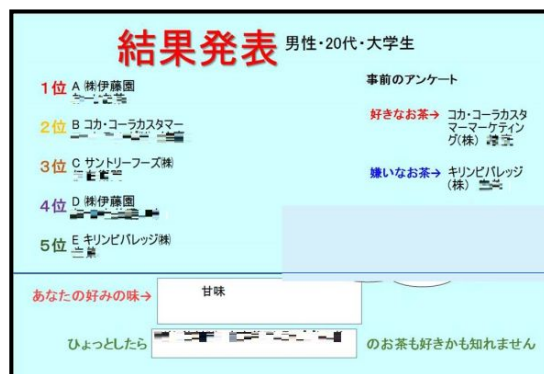 結果発表 男性・20代・大学生
1位 A ㈱伊藤園
2位 B コカ・コーラカスタマー
3位 C サントリーフーズ㈱
4位 D ㈱伊藤園
5位 E キリンビバレッジ㈱
事前のアンケート
好きなお茶→ コカ・コーラカスタ
マーマーケティン
グ(株)
嫌いなお茶→ キリンビバレッジ
(株)
あなたの好みの味→ 甘味
ひょっとしたら のお茶も好きかも知れません